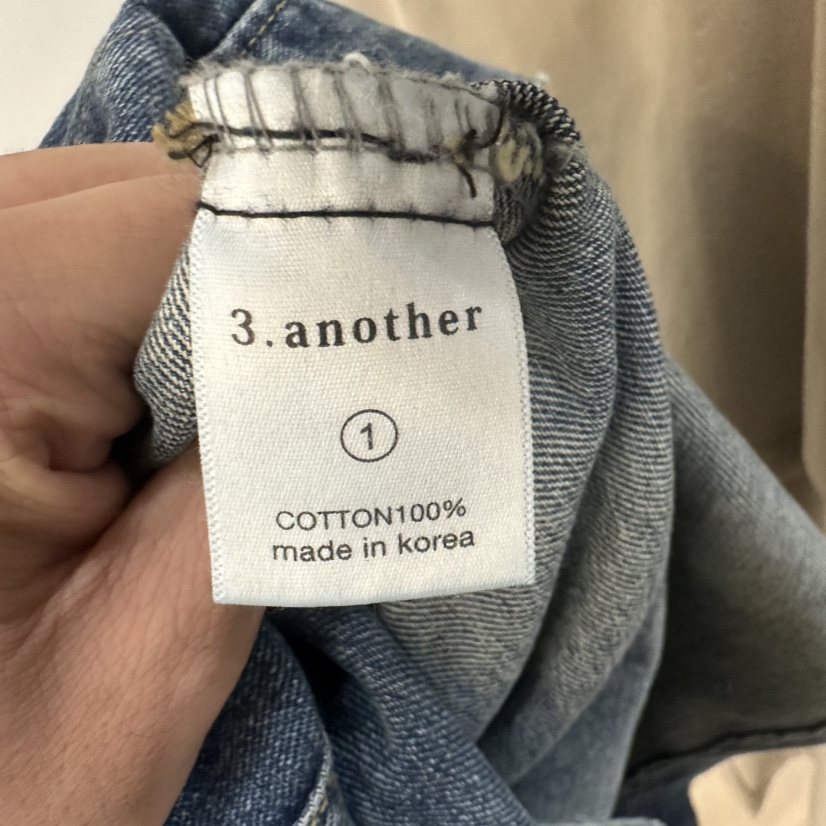 3.another
①
COTTON100%
made in korea